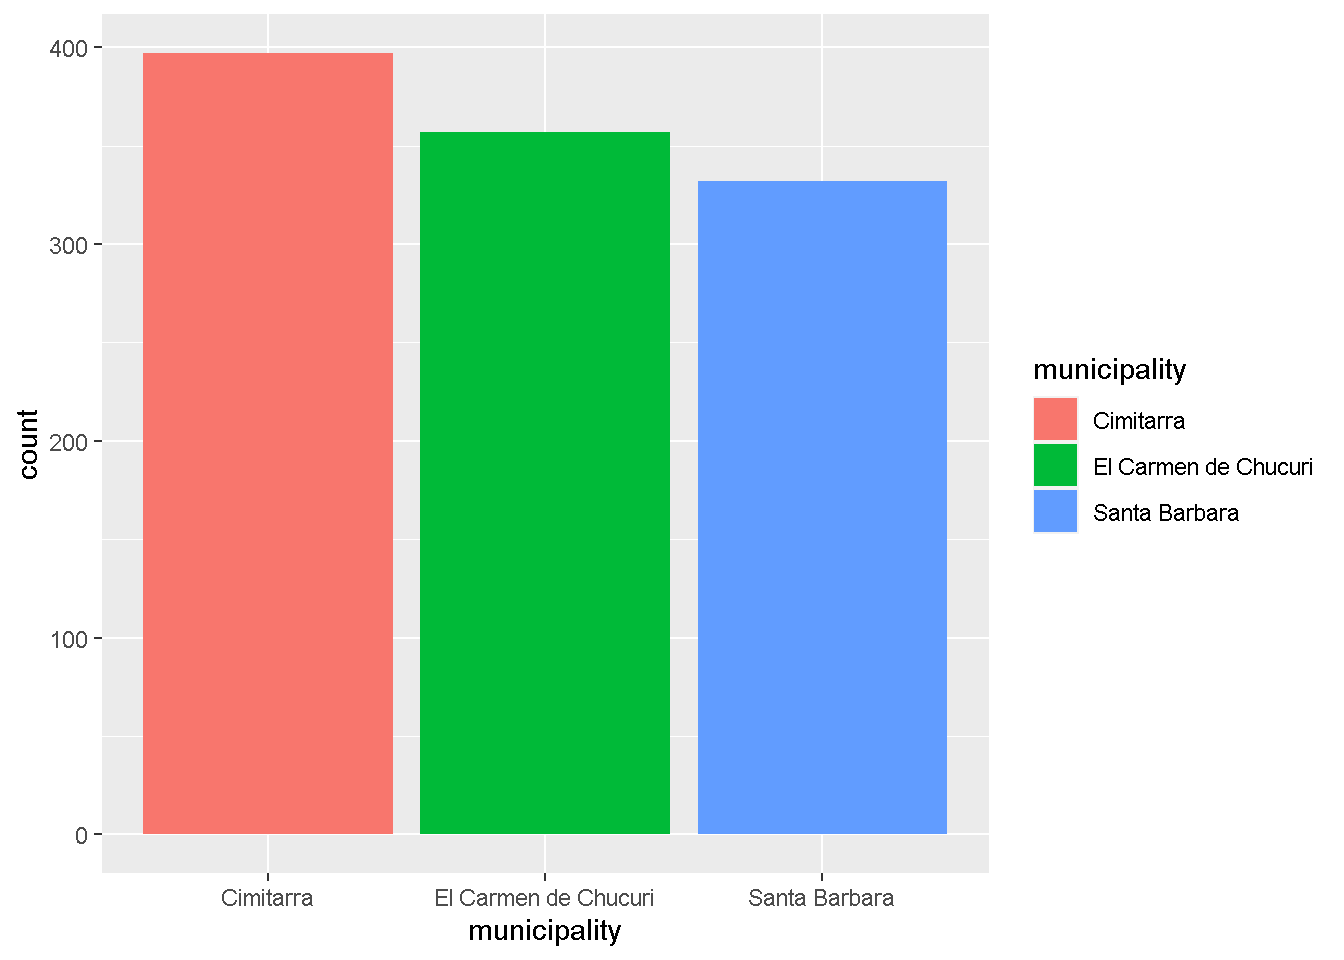 400
300
200
100
0
count
Cimitarra
El Carmen de Chucuri
Santa Barbara
municipality
municipality
Cimitarra
El Carmen de Chucuri
Santa Barbara